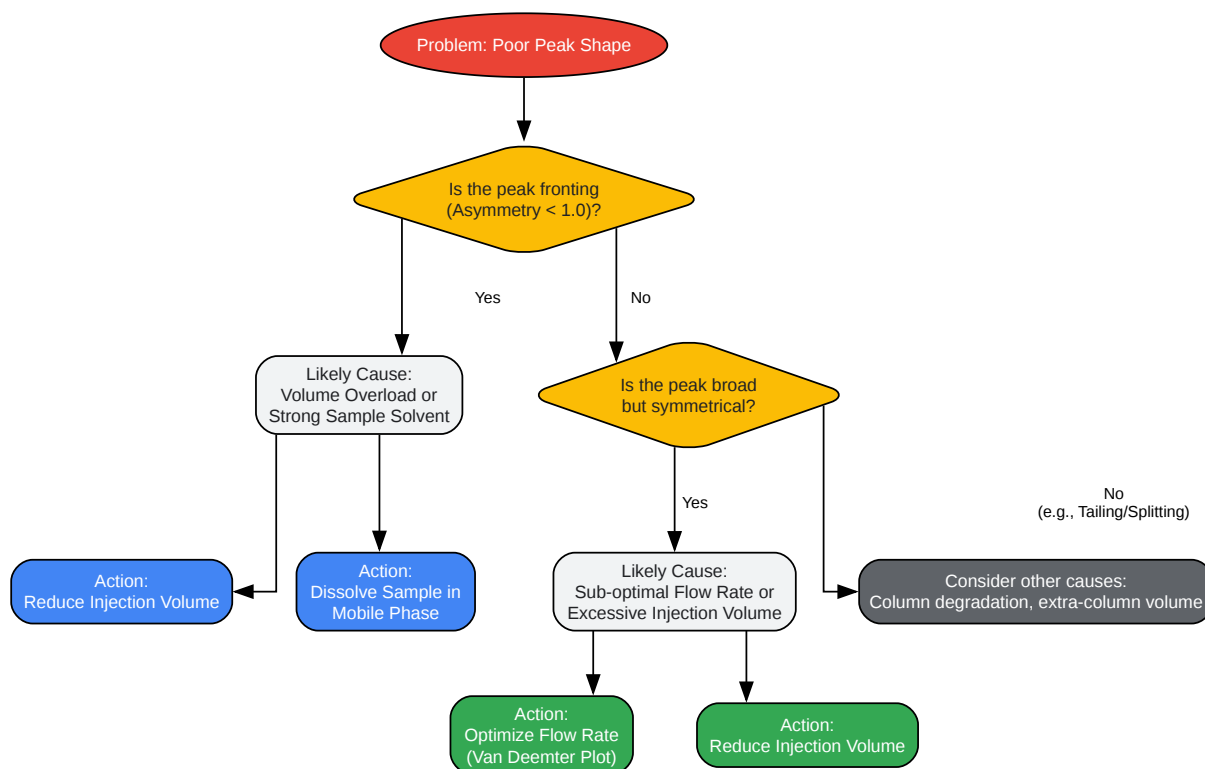 Problem: Poor Peak Shape
Is the peak fronting
(Asymmetry < 1.0)?
Yes
No
Likely Cause:
Volume Overload or
Strong Sample Solvent
Is the peak broad
but symmetrical?
Yes
No
(e.g., Tailing/Splitting)
Action:
Reduce Injection Volume
Action:
Dissolve Sample in
Mobile Phase
Likely Cause:
Sub-optimal Flow Rate or
Excessive Injection Volume
Consider other causes:
Column degradation, extra-column volume
Action:
Optimize Flow Rate
(Van Deemter Plot)
Action:
Reduce Injection Volume